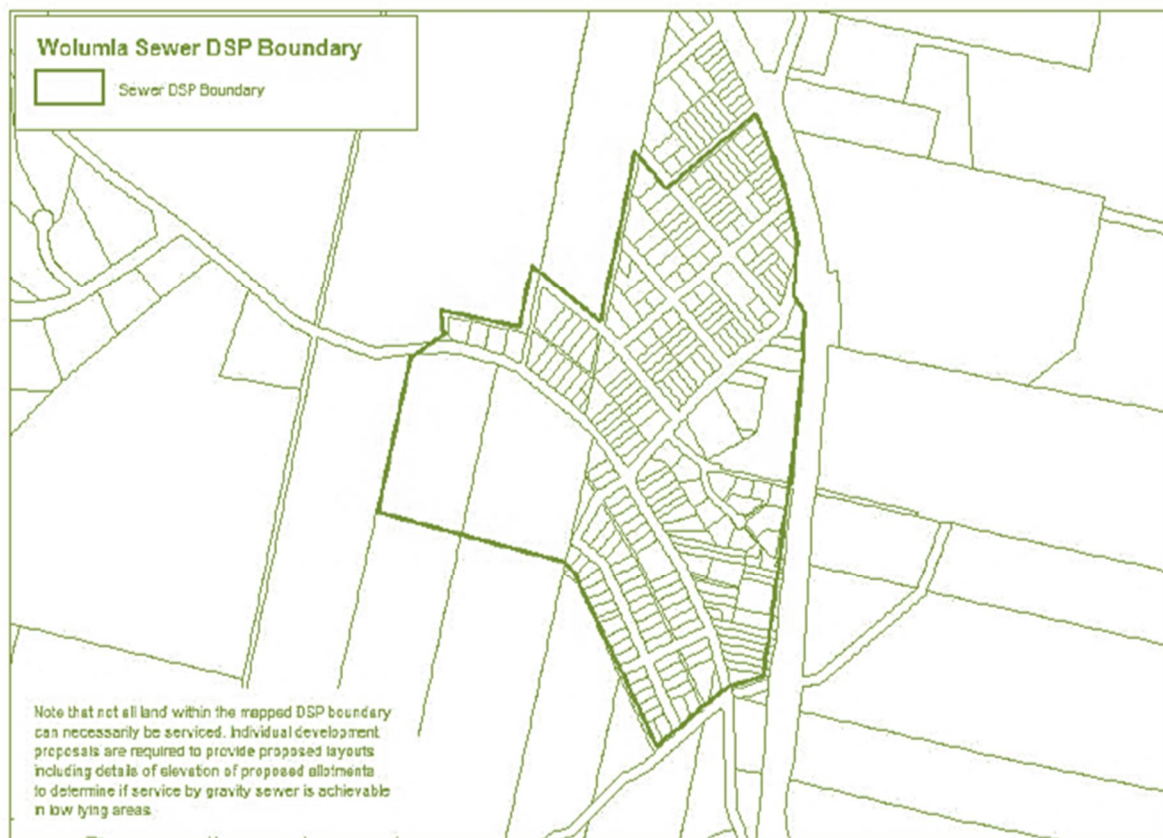 Wolumla Sewer DSP Boundary
Sewer DSP Boundary
Note that not all land within the mapped DSP boundary
can necessarily be serviced. Individual development
proposals are required to provide proposed layouts
including details of elevation of proposed allotments
to determine if service by gravity sewer is achievable
in low lying areas.